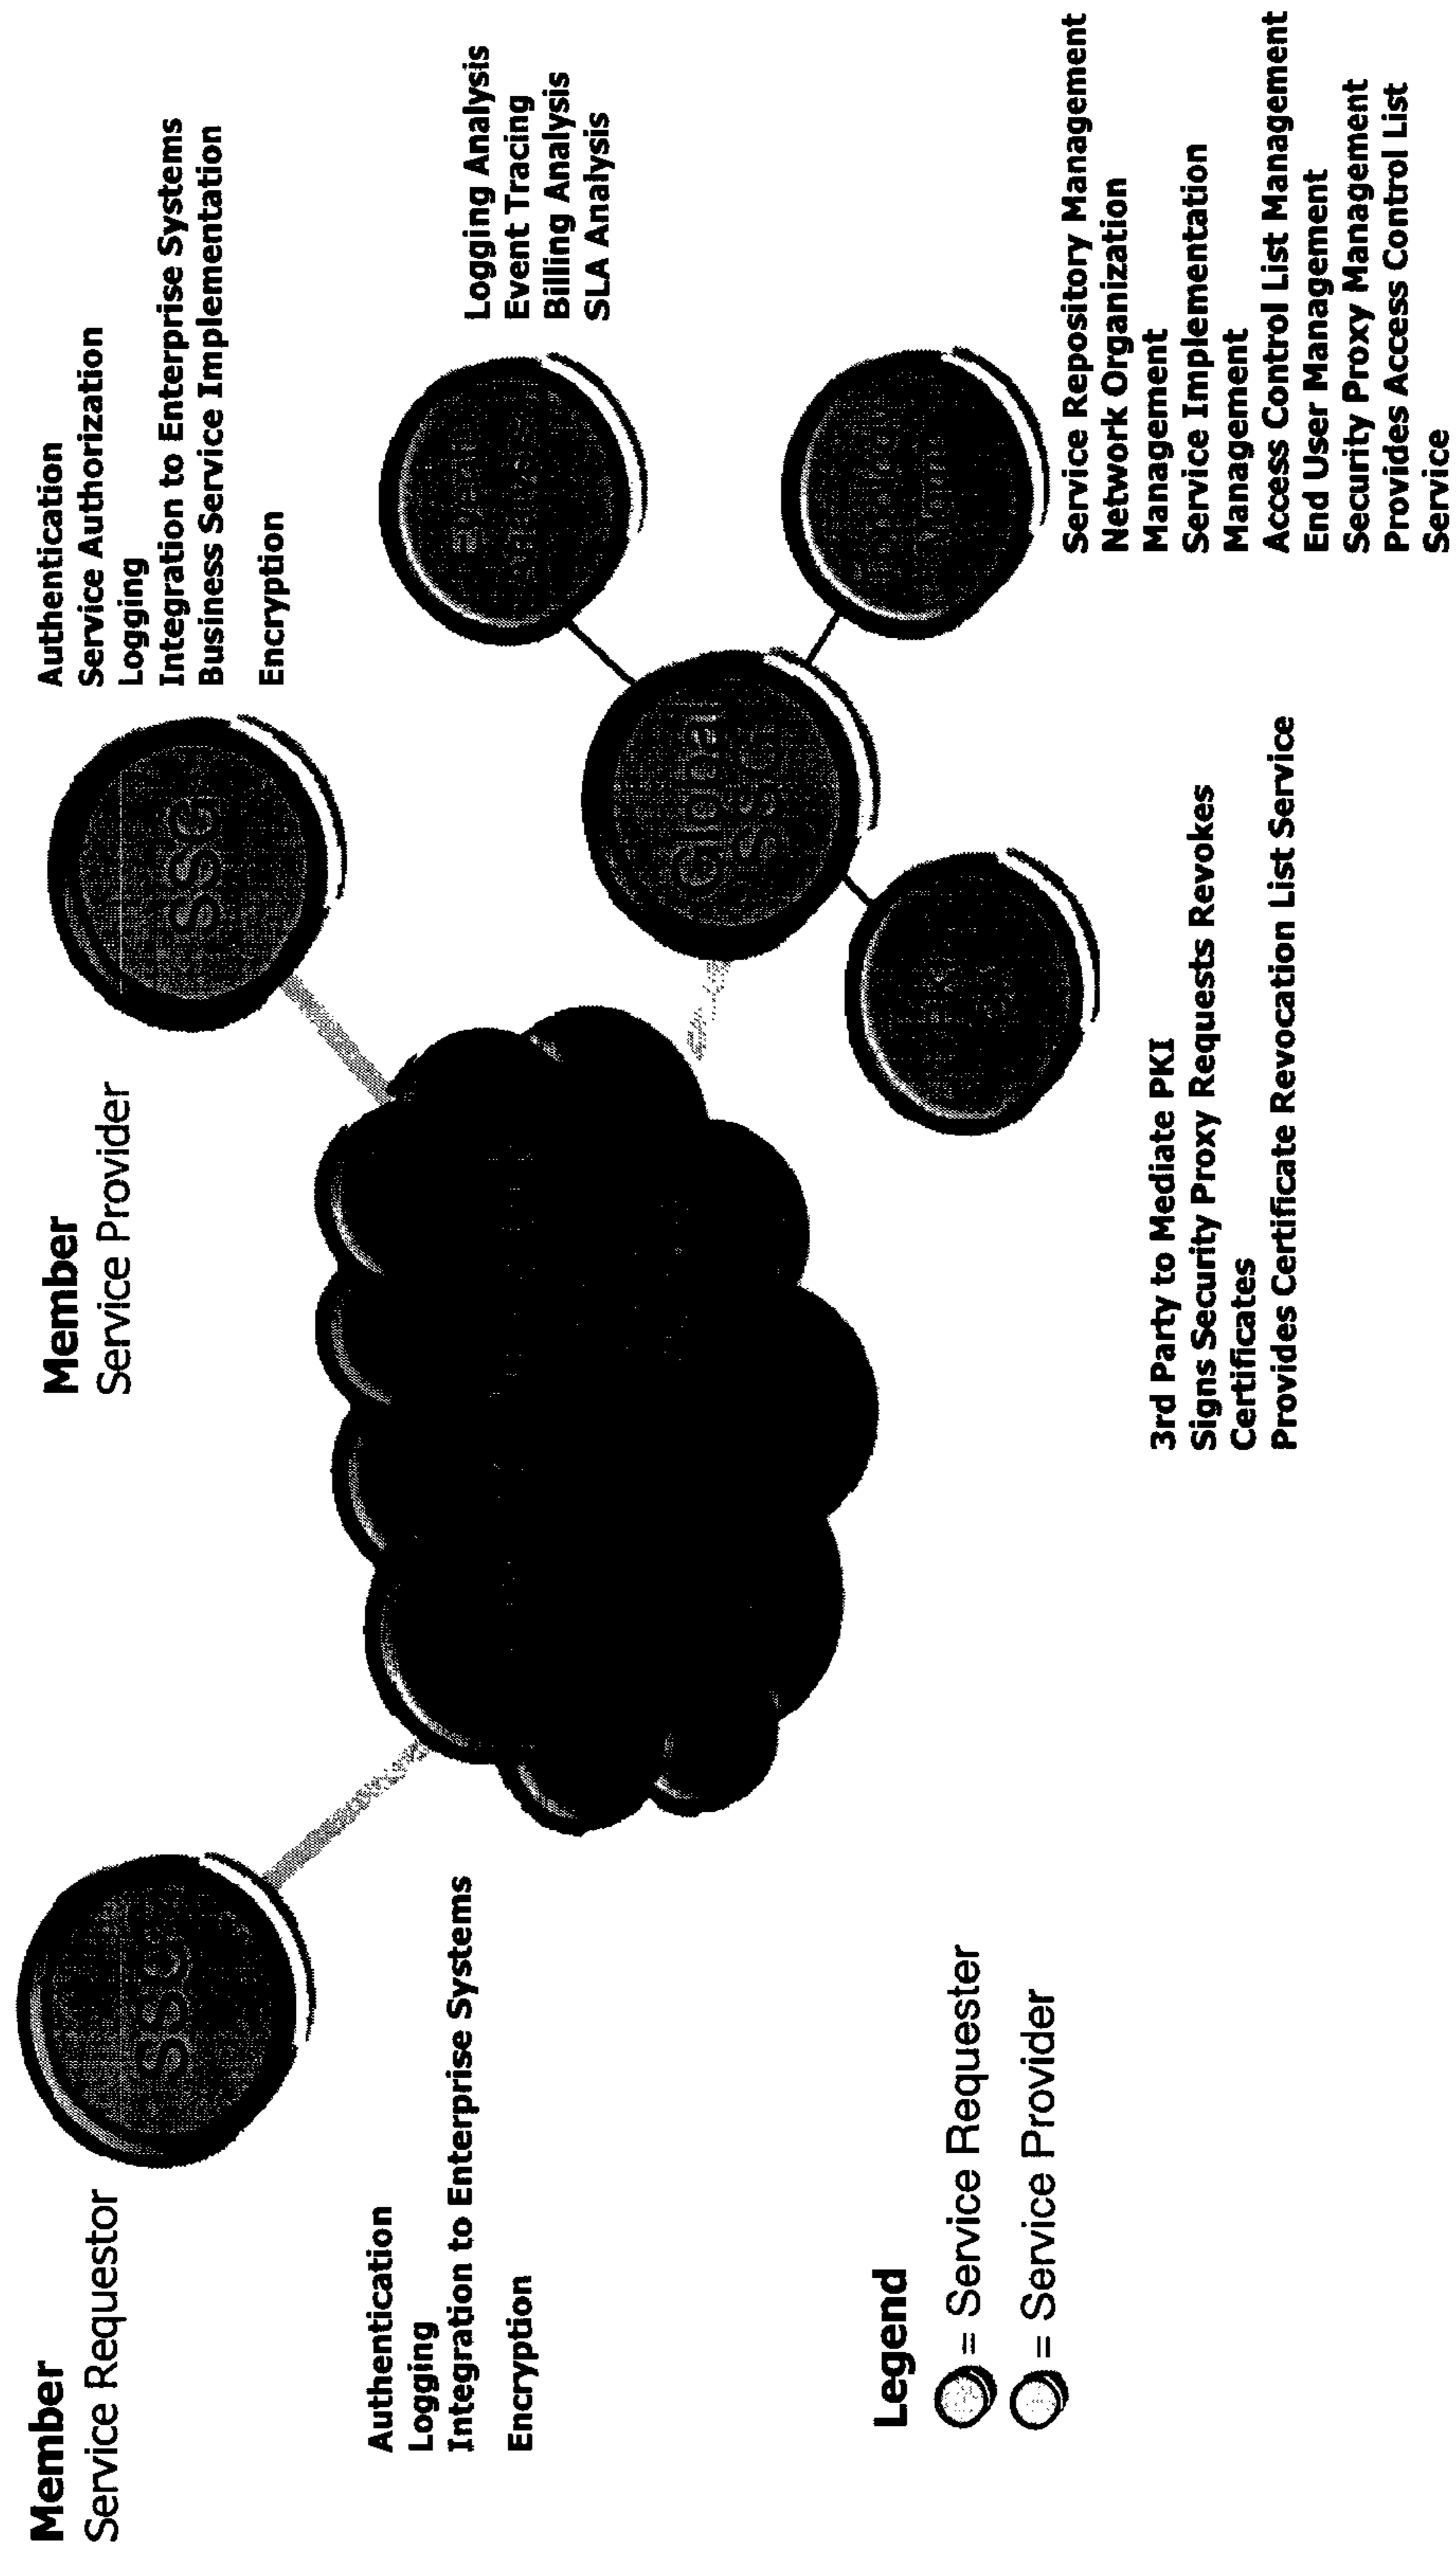 Member
Service Requestor
SSG
Authentication
Logging
Integration to Enterprise Systems
Encryption
Member
Service Provider
SSG
Authentication
Service Authorization
Logging
Integration to Enterprise Systems
Business Service Implementation
Encryption
Global
SSG
Logging Analysis
Event Tracing
Billing Analysis
SLA Analysis
Service Repository Management
Network Organization
Management
Service Implementation
Management
Access Control List Management
End User Management
Security Proxy Management
Provides Access Control List
Service
3rd Party to Mediate PKI
Signs Security Proxy Requests Revokes
Certificates
Provides Certificate Revocation List Service
Legend
= Service Requester
= Service Provider